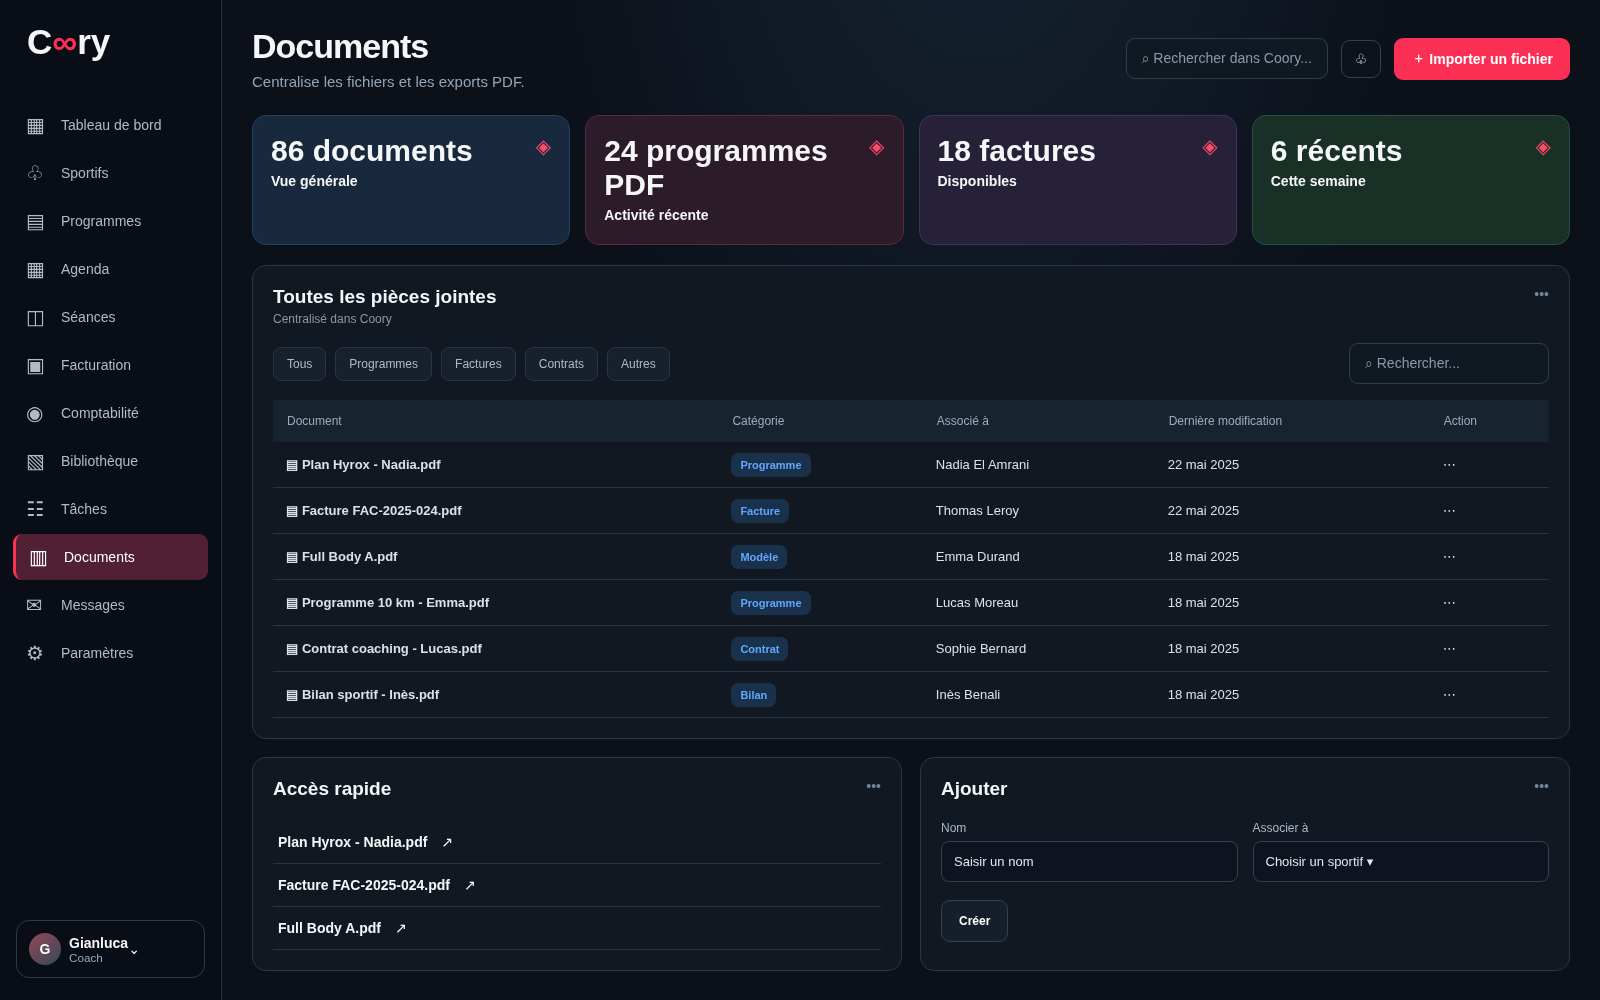 C∞ry
Tableau de bord
Sportifs
Programmes
Agenda
Séances
Facturation
Comptabilité
Bibliothèque
Tâches
Documents
Messages
Paramètres
G
Gianluca
Coach
Documents
Centralise les fichiers et les exports PDF.
Rechercher dans Coory...
+ Importer un fichier
86 documents
Vue générale
24 programmes
PDF
Activité récente
18 factures
Disponibles
6 récents
Cette semaine
Toutes les pièces jointes
Centralisé dans Coory
Tous Programmes Factures Contrats Autres
Rechercher...
Document Catégorie Associé à Dernière modification Action
Plan Hyrox - Nadia.pdf Programme Nadia El Amrani 22 mai 2025 ···
Facture FAC-2025-024.pdf Facture Thomas Leroy 22 mai 2025 ···
Full Body A.pdf Modèle Emma Durand 18 mai 2025 ···
Programme 10 km - Emma.pdf Programme Lucas Moreau 18 mai 2025 ···
Contrat coaching - Lucas.pdf Contrat Sophie Bernard 18 mai 2025 ···
Bilan sportif - Inès.pdf Bilan Inès Benali 18 mai 2025 ···
Accès rapide
Plan Hyrox - Nadia.pdf ↗
Facture FAC-2025-024.pdf ↗
Full Body A.pdf ↗
Ajouter
Nom
Saisir un nom
Associer à
Choisir un sportif ▾
Créer